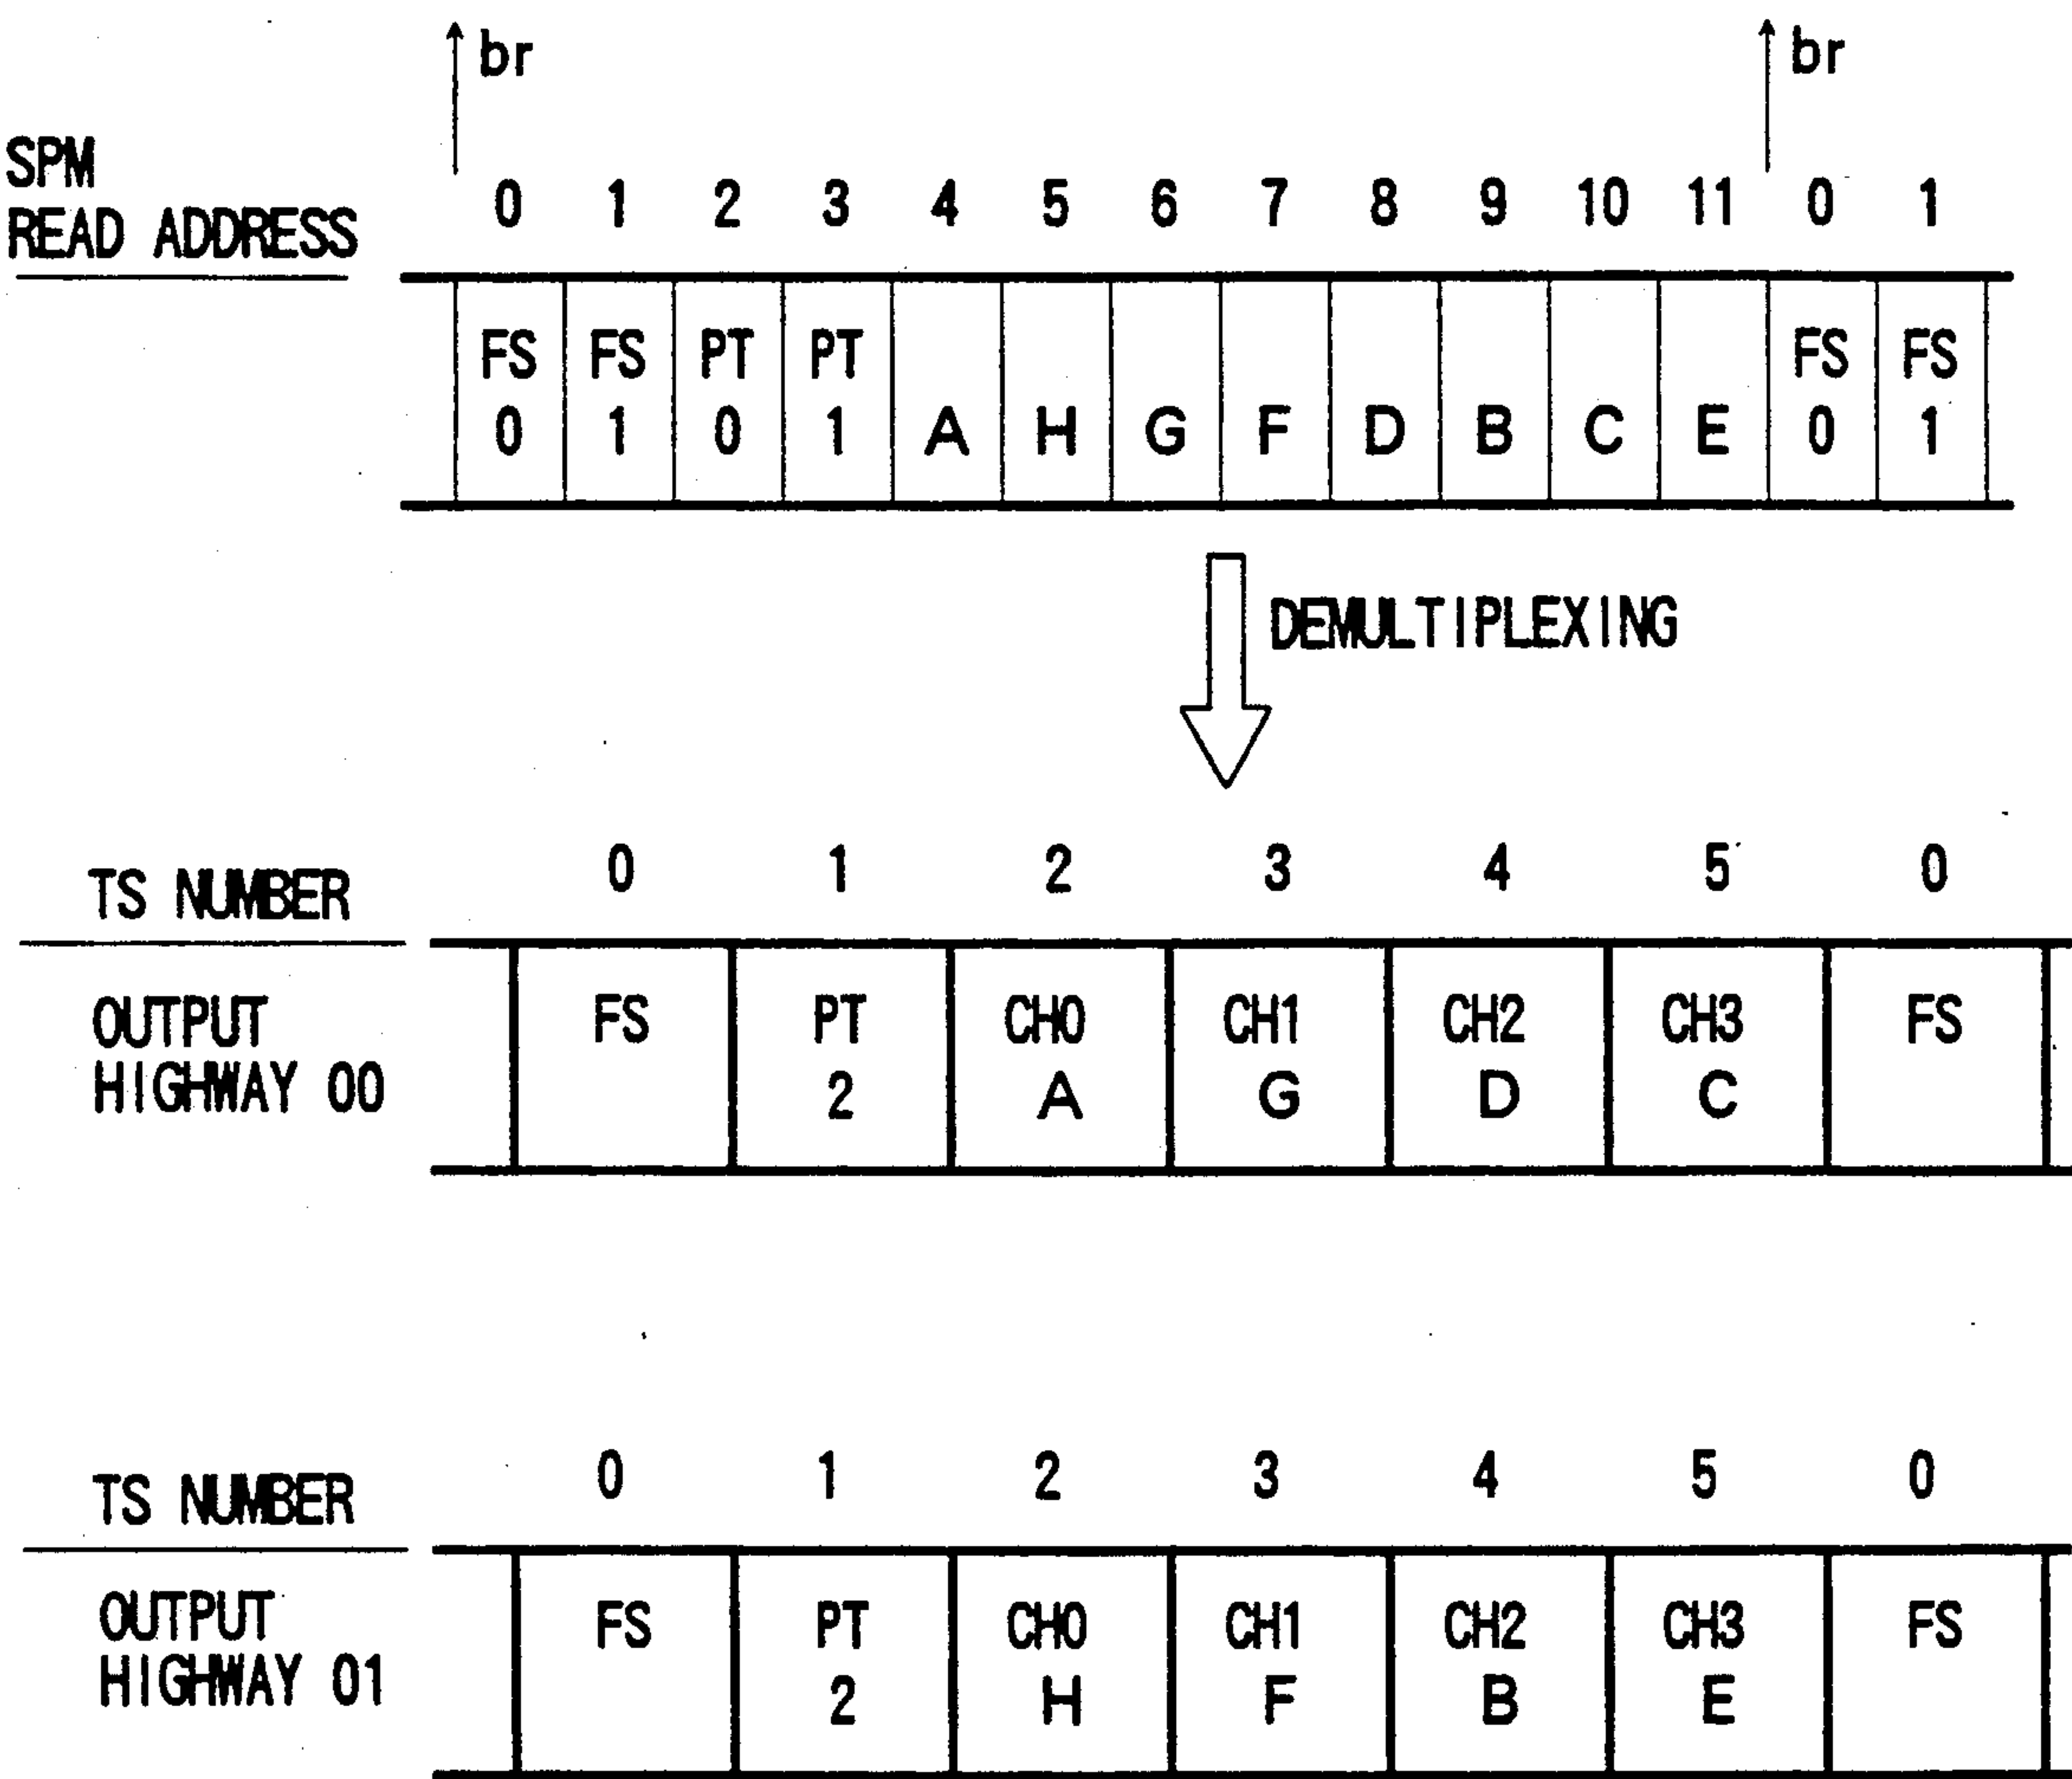 br br
SPM
READ ADDRESS 0 1 2 3 4 5 6 7 8 9 10 11 0 1
FS FS PT PT FS FS
0 1 0 1 A H G F D B C E 0 1
DEMULTIPLEXING
TS NUMBER 0 1 2 3 4 5 0
OUTPUT FS PT CH0 CH1 CH2 CH3 FS
HIGHWAY 00 2 A G D C
TS NUMBER 0 1 2 3 4 5 0
OUTPUT FS PT CH0 CH1 CH2 CH3 FS
HIGHWAY 01 2 H F B E